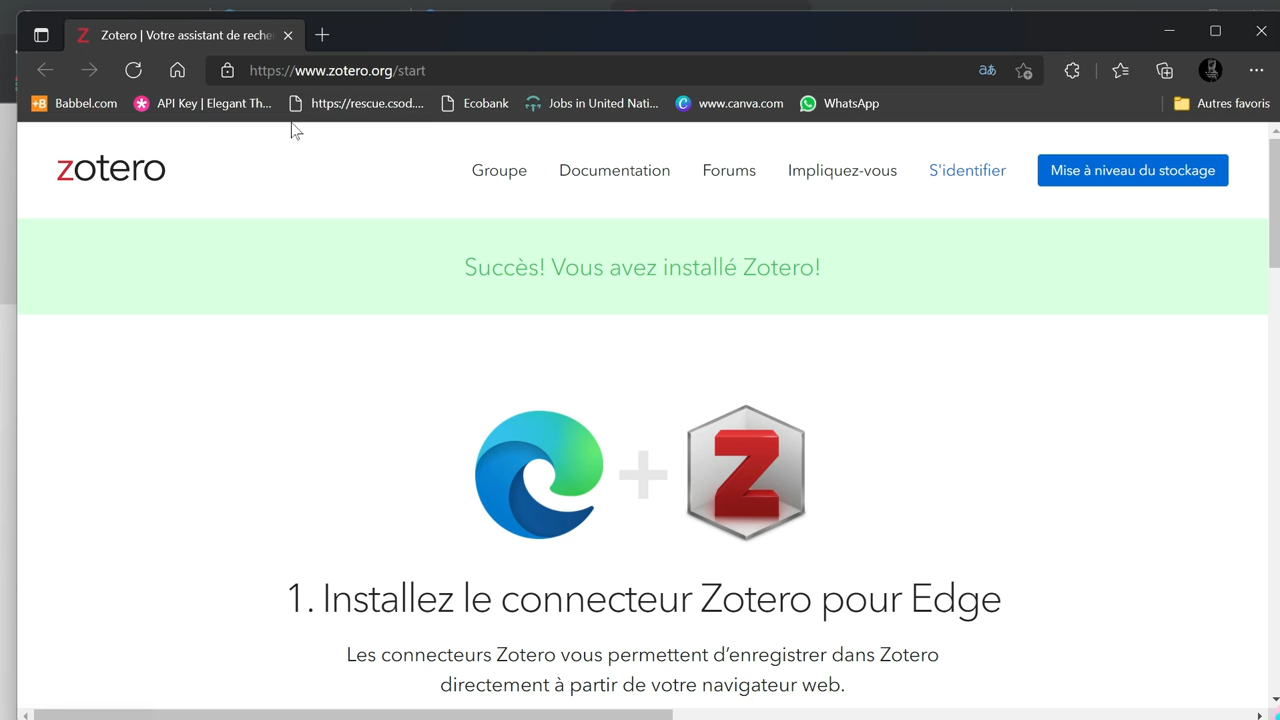 Zotero | Votre assistant de reche
https://www.zotero.org/start
aあ
+B Babbel.com
API Key | Elegant Th...
https://rescue.csod....
Ecobank
Jobs in United Nati...
www.canva.com
WhatsApp
Autres favoris
zotero
Groupe
Documentation
Forums
Impliquez-vous
S'identifier
Mise à niveau du stockage
Succès! Vous avez installé Zotero!
1. Installez le connecteur Zotero pour Edge
Les connecteurs Zotero vous permettent d’enregistrer dans Zotero
directement à partir de votre navigateur web.